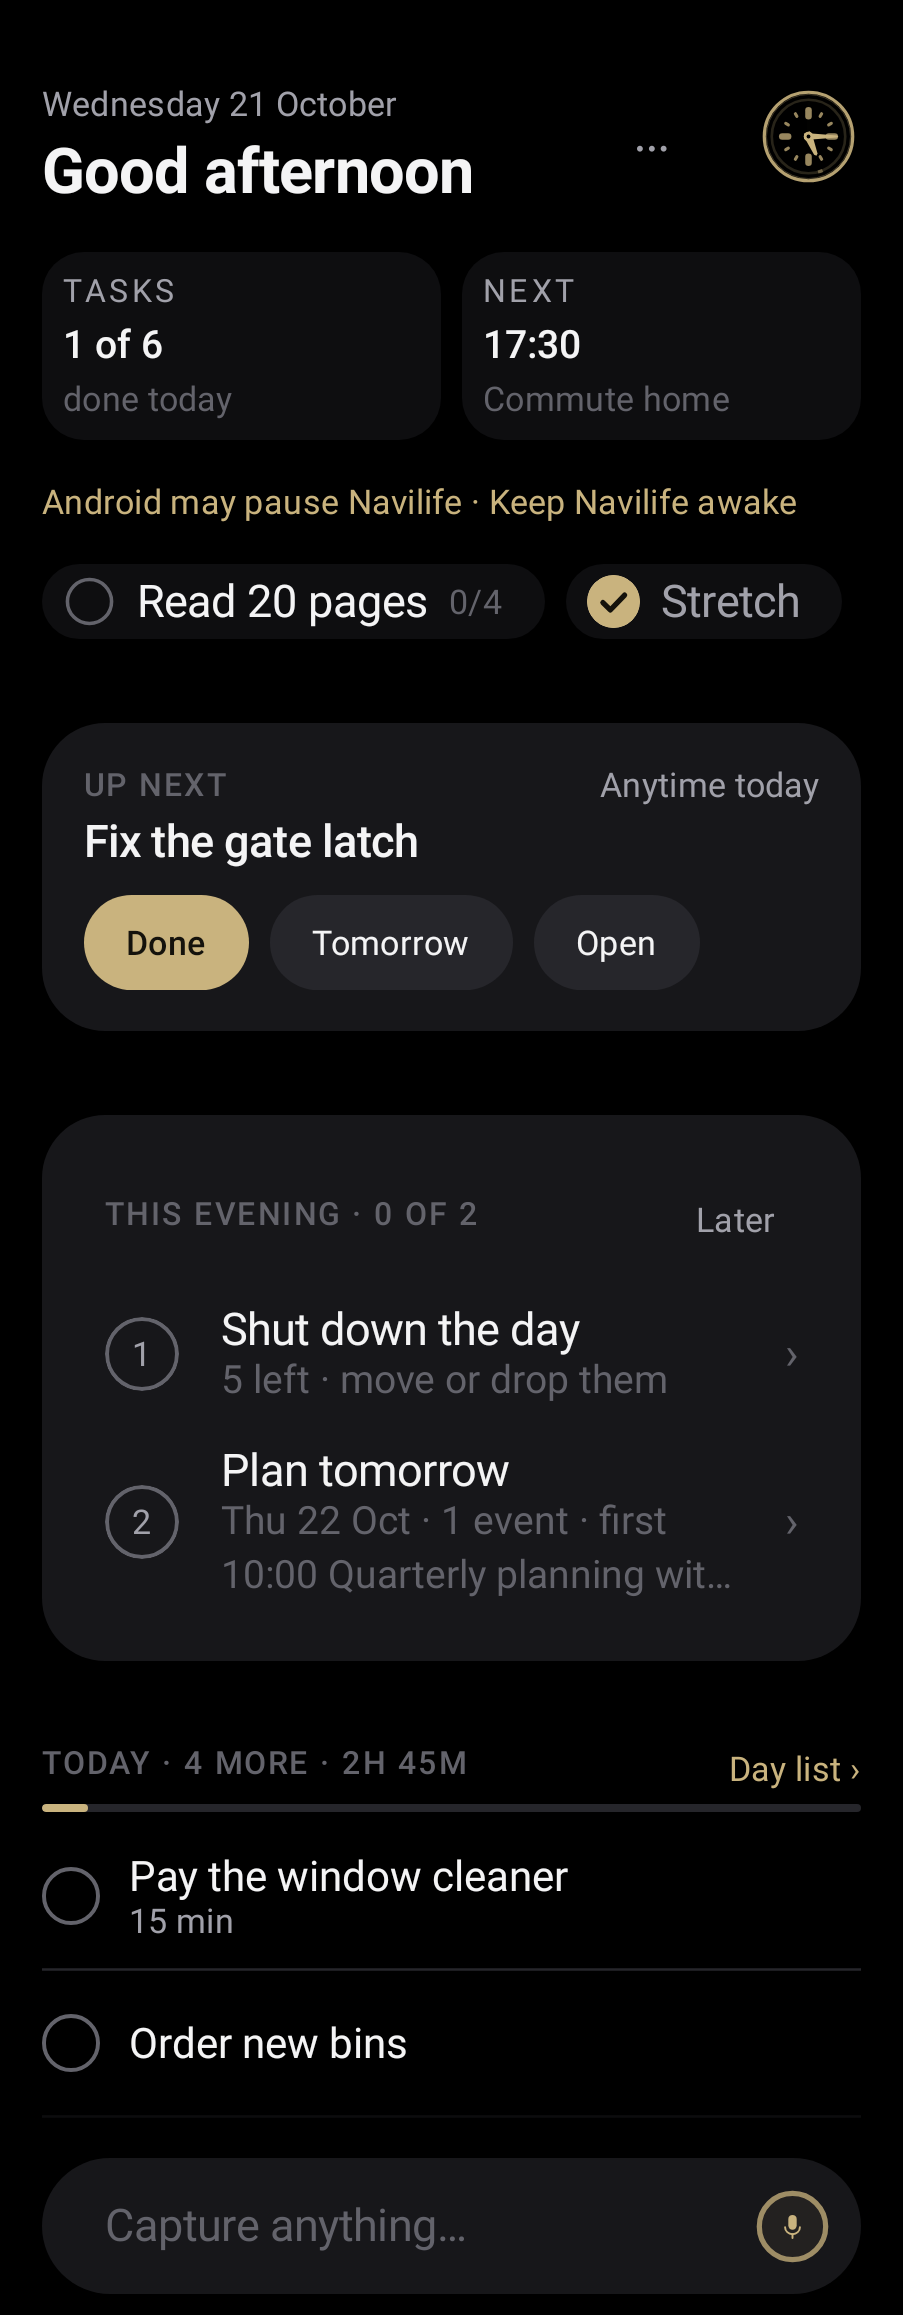 Wednesday 21 October
Good afternoon
…
TASKS
1 of 6
done today
NEXT
17:30
Commute home
Android may pause Navilife · Keep Navilife awake
Read 20 pages 0/4
Stretch
UP NEXT
Anytime today
Fix the gate latch
Done
Tomorrow
Open
THIS EVENING · 0 OF 2
Later
1
Shut down the day
5 left · move or drop them
›
2
Plan tomorrow
Thu 22 Oct · 1 event · first
10:00 Quarterly planning wit…
›
TODAY · 4 MORE · 2H 45M
Day list ›
Pay the window cleaner
15 min
Order new bins
Capture anything…